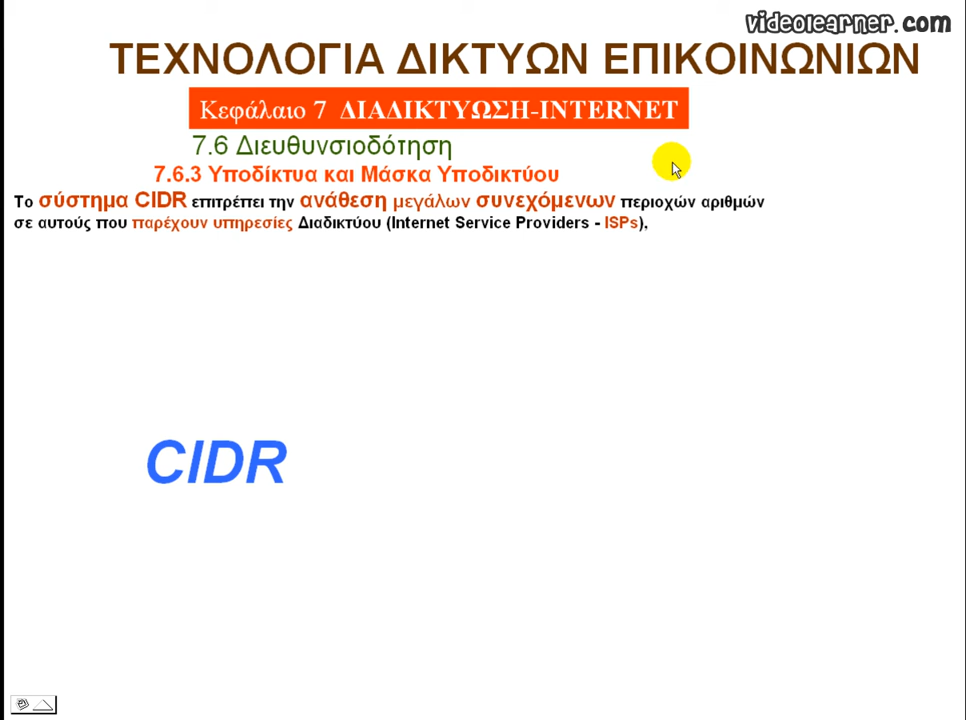 videolearner.com
ΤΕΧΝΟΛΟΓΙΑ ΔΙΚΤΥΩΝ ΕΠΙΚΟΙΝΩΝΙΩΝ
Κεφάλαιο 7 ΔΙΑΔΙΚΤΥΩΣΗ-INTERNET
7.6 Διευθυνσιοδότηση
7.6.3 Υποδίκτυα και Μάσκα Υποδικτύου
Το σύστημα CIDR επιτρέπει την ανάθεση μεγάλων συνεχόμενων περιοχών αριθμών
σε αυτούς που παρέχουν υπηρεσίες Διαδικτύου (Internet Service Providers - ISPs),
CIDR